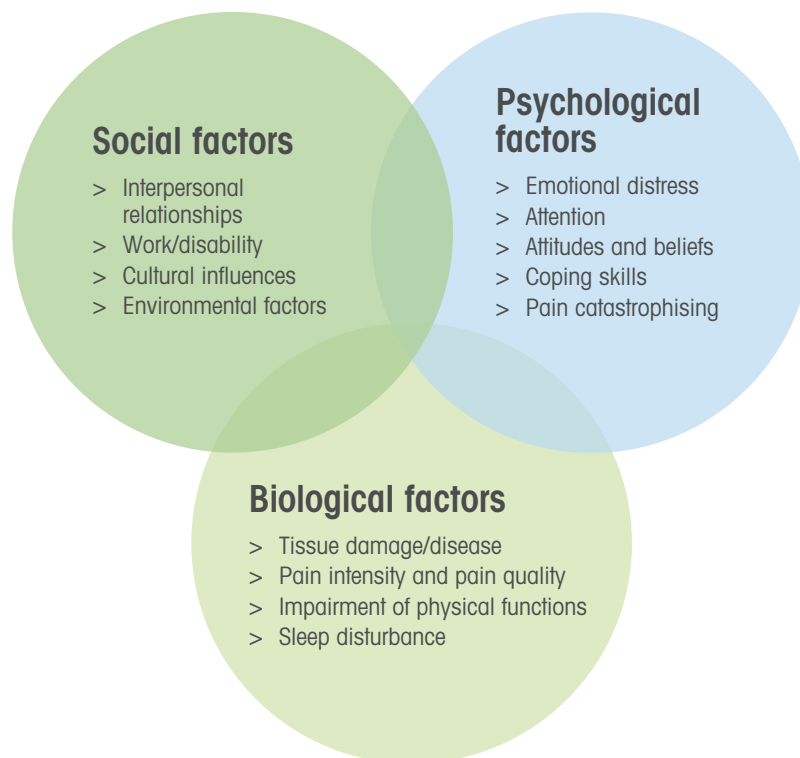 Social factors
> Interpersonal
relationships
> Work/disability
> Cultural influences
> Environmental factors
Psychological
factors
> Emotional distress
> Attention
> Attitudes and beliefs
> Coping skills
> Pain catastrophising
Biological factors
> Tissue damage/disease
> Pain intensity and pain quality
> Impairment of physical functions
> Sleep disturbance